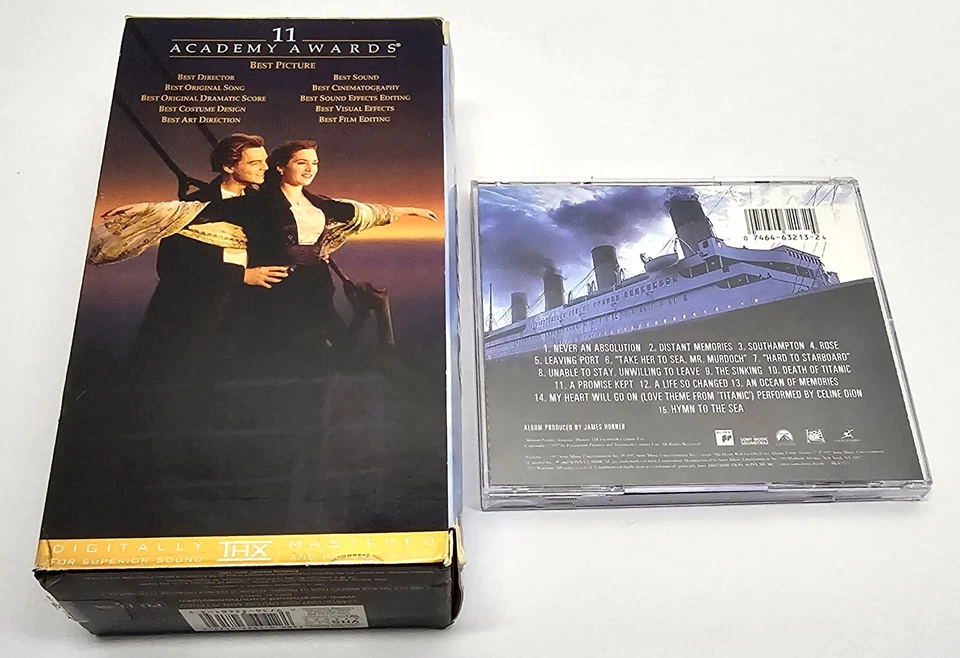 11
ACADEMY AWARDS®
BEST PICTURE
BEST DIRECTOR
BEST ORIGINAL SONG
BEST ORIGINAL DRAMATIC SCORE
BEST COSTUME DESIGN
BEST ART DIRECTION
BEST SOUND
BEST CINEMATOGRAPHY
BEST SOUND EFFECTS EDITING
BEST VISUAL EFFECTS
BEST FILM EDITING
DIGITALLY THX MASTERED
FOR SUPERIOR SOUND
VHS
0 7464-63213-2 4
1. NEVER AN ABSOLUTION 2. DISTANT MEMORIES 3. SOUTHAMPTON 4. ROSE
5. LEAVING PORT 6. "TAKE HER TO SEA, MR. MURDOCH" 7. "HARD TO STARBOARD"
8. UNABLE TO STAY, UNWILLING TO LEAVE 9. THE SINKING 10. DEATH OF TITANIC
11. A PROMISE KEPT 12. A LIFE SO CHANGED 13. AN OCEAN OF MEMORIES
14. MY HEART WILL GO ON (LOVE THEME FROM 'TITANIC') PERFORMED BY CELINE DION
15. HYMN TO THE SEA
ALBUM PRODUCED BY JAMES HORNER
SONY MUSIC
SOUNDTRAX